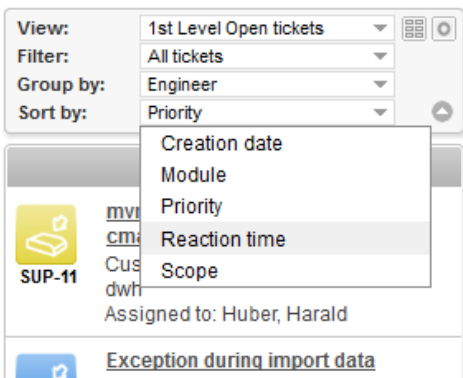 View: 1st Level Open tickets
Filter: All tickets
Group by: Engineer
Sort by: Priority
Creation date
Module
Priority
Reaction time
Scope
SUP-11
Assigned to: Huber, Harald
Exception during import data